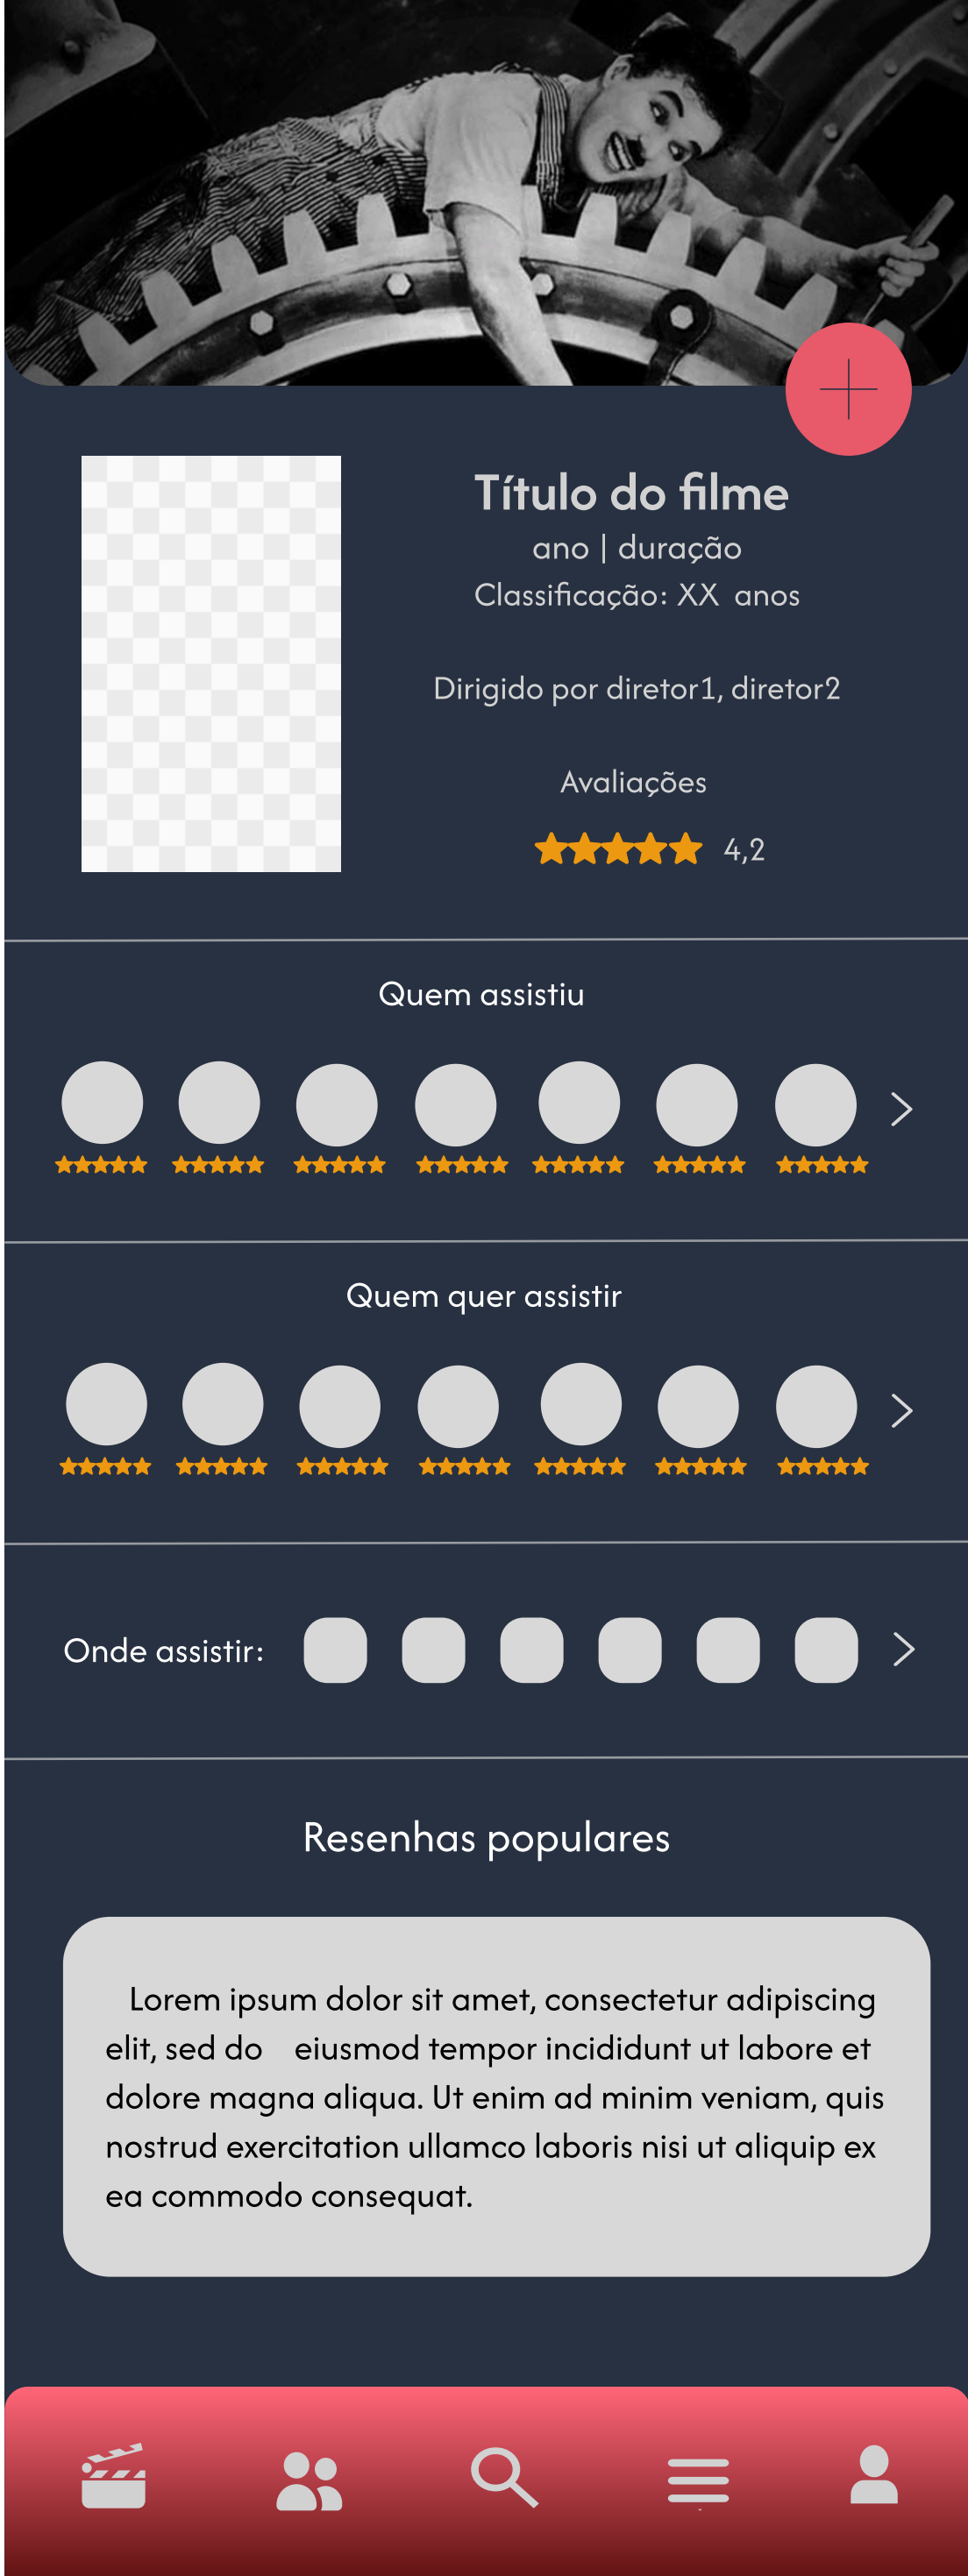 Título do filme
ano | duração
Classificação: XX anos
Dirigido por diretor1, diretor2
Avaliações
4,2
Quem assistiu
Quem quer assistir
Onde assistir:
Resenhas populares
Lorem ipsum dolor sit amet, consectetur adipiscing
elit, sed do eiusmod tempor incididunt ut labore et
dolore magna aliqua. Ut enim ad minim veniam, quis
nostrud exercitation ullamco laboris nisi ut aliquip ex
ea commodo consequat.